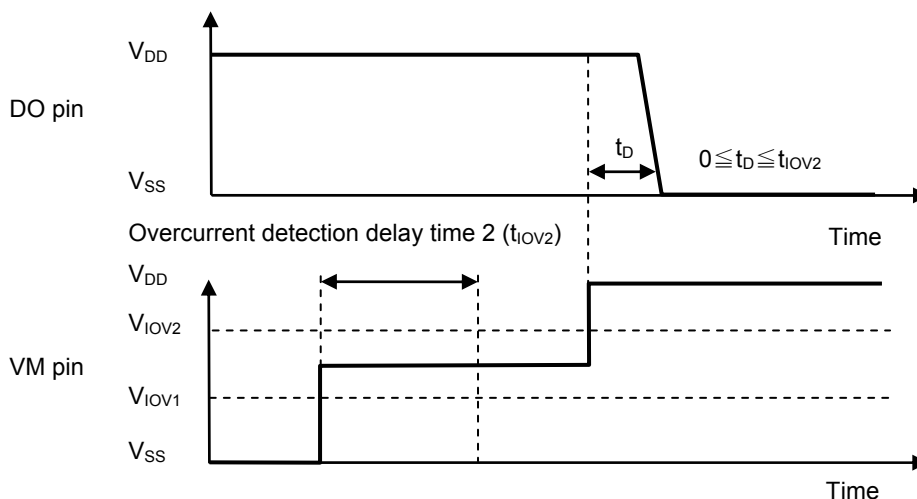 V_DD
DO pin
t_D
0≦t_D≦t_IOV2
V_SS
Overcurrent detection delay time 2 (t_IOV2)
Time
V_DD
V_IOV2
VM pin
V_IOV1
V_SS
Time